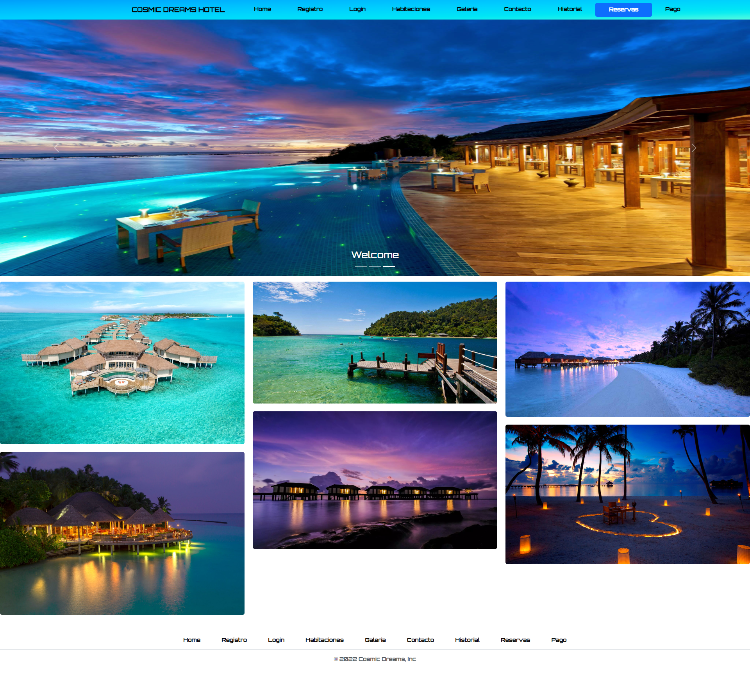 COSMIC DREAMS HOTEL Home Registro Login Habitaciones Galeria Contacto Historial Reservas Pago
Welcome
Home Registro Login Habitaciones Galeria Contacto Historial Reservas Pago
© 2022 Cosmic Dreams, Inc